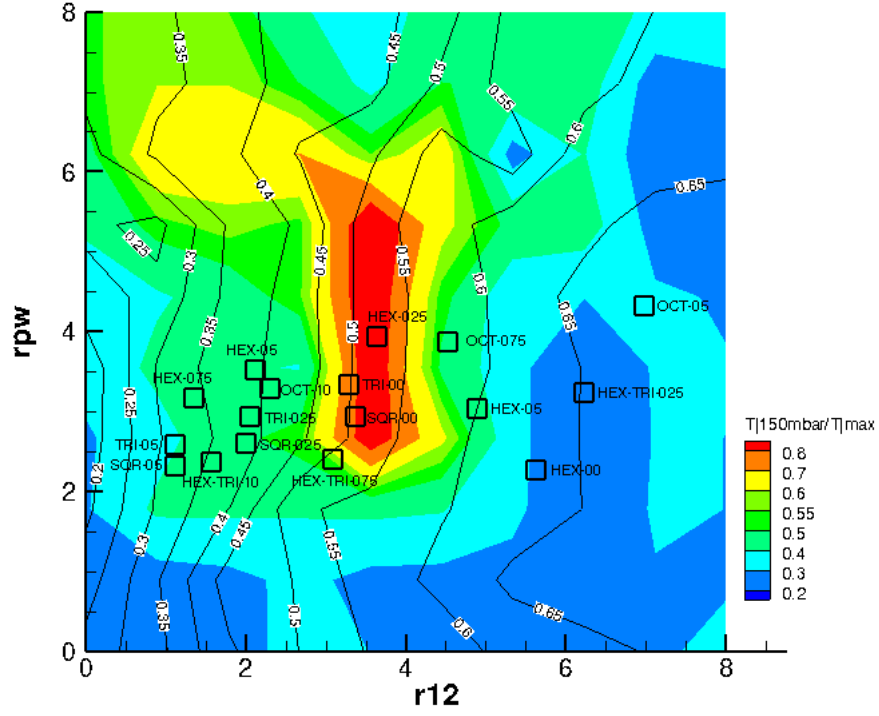 8
6
4
2
0
rpw
0
2
4
6
8
r12
0.35
0.45
0.5
0.55
0.6
0.4
0.65
0.25
0.3
0.45
0.55
0.6
0.35
0.5
0.65
0.25
0.2
0.4
0.45
0.3
0.55
0.35
0.5
0.6
0.65
OCT-05
HEX-025
OCT-075
HEX-05
HEX-075
OCT-10
TRI-00
HEX-TRI-025
TRI-025
SQR-00
HEX-05
TRI-05
SQR-025
SQR-05
HEX-TRI-10
HEX-TRI-075
HEX-00
T|150mbar/T|max
0.8
0.7
0.6
0.55
0.5
0.4
0.3
0.2